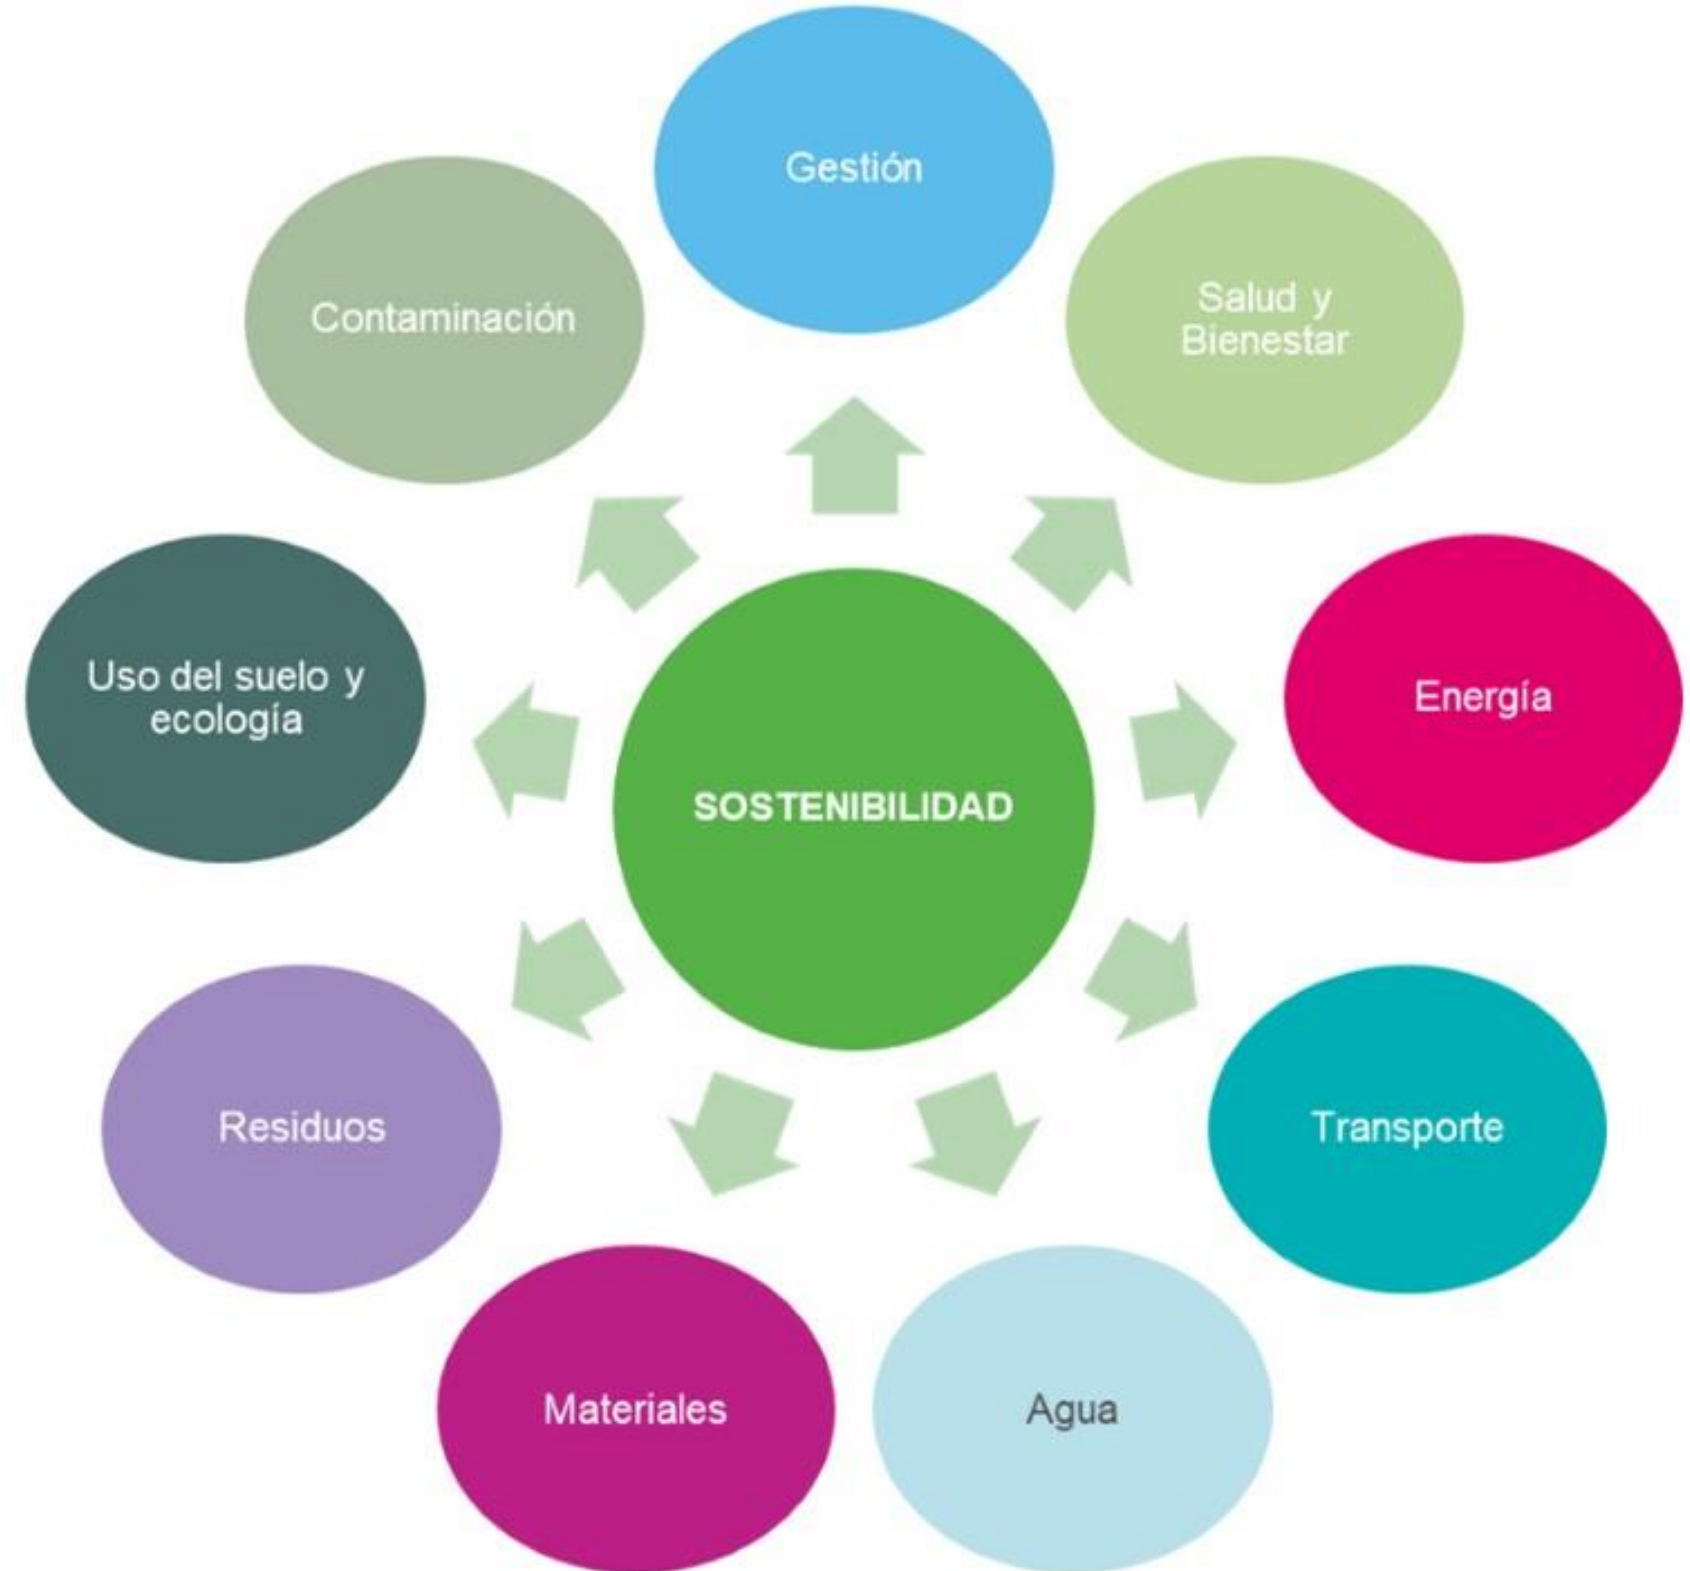 Gestión
Salud y
Bienestar
Energía
Transporte
Agua
Materiales
Residuos
Uso del suelo y
ecología
Contaminación
SOSTENIBILIDAD